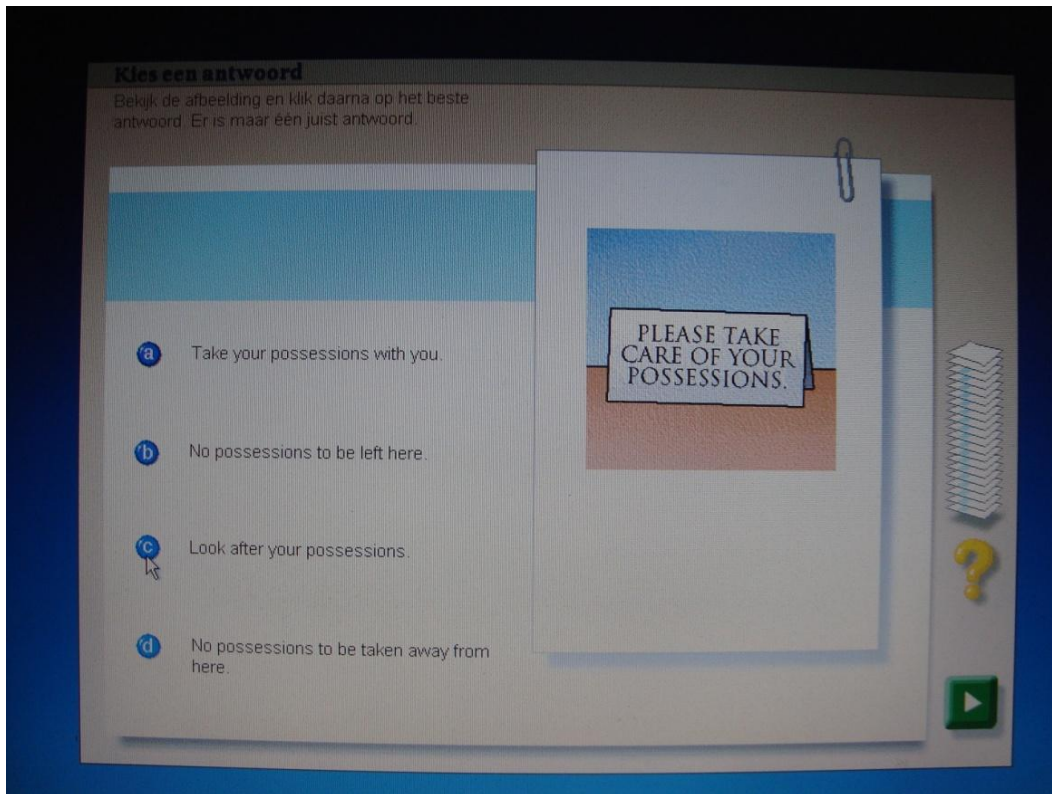 Kies een antwoord
Bekijk de afbeelding en klik daarna op het beste
antwoord. Er is maar één juist antwoord.
a Take your possessions with you.
b No possessions to be left here.
c Look after your possessions.
d No possessions to be taken away from
here.
PLEASE TAKE
CARE OF YOUR
POSSESSIONS.
?